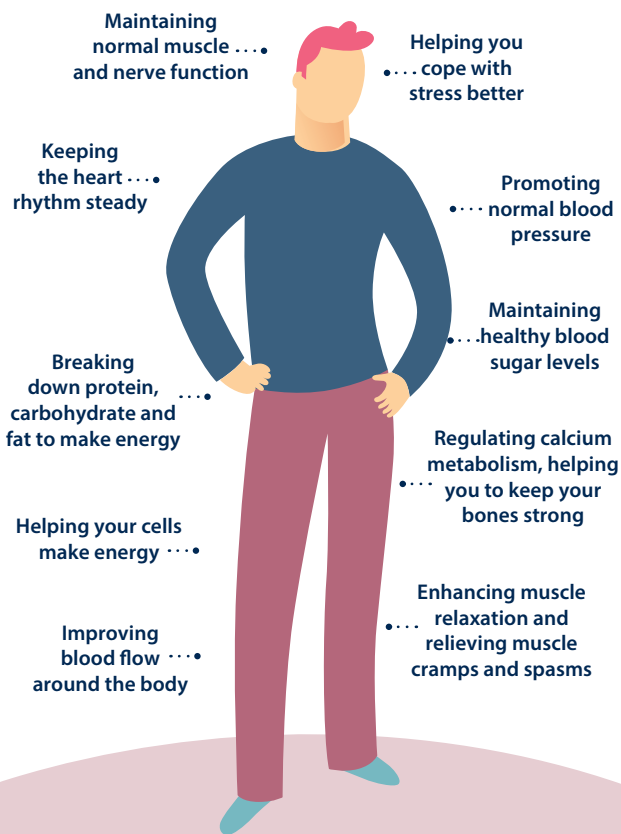 Maintaining
normal muscle
and nerve function
Helping you
cope with
stress better
Keeping
the heart
rhythm steady
Promoting
normal blood
pressure
Maintaining
healthy blood
sugar levels
Breaking
down protein,
carbohydrate and
fat to make energy
Regulating calcium
metabolism, helping
you to keep your
bones strong
Helping your cells
make energy
Enhancing muscle
relaxation and
relieving muscle
cramps and spasms
Improving
blood flow
around the body